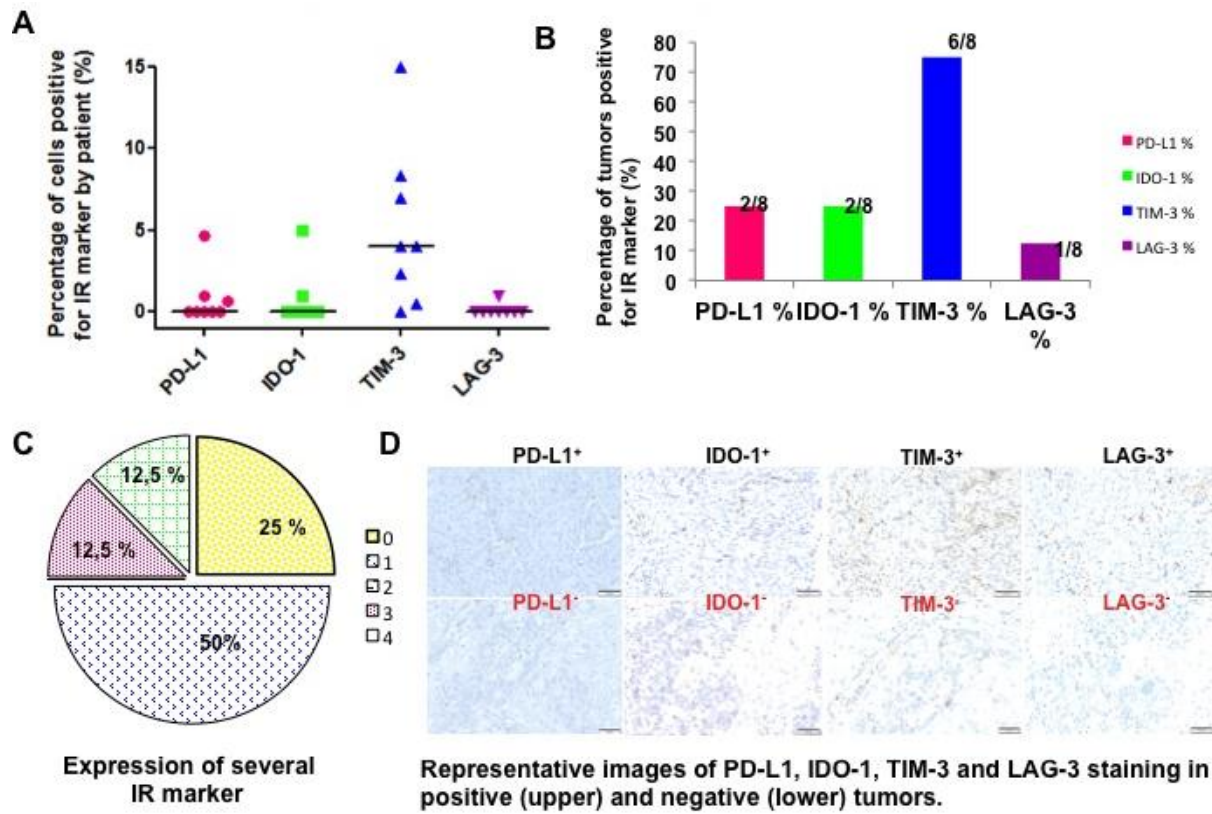 A
Percentage of cells positive
for IR marker by patient (%)
15
10
5
0
PD-L1
IDO-1
TIM-3
LAG-3
B
Percentage of tumors positive
for IR marker (%)
80
70
60
50
40
30
20
10
0
2/8
2/8
6/8
1/8
PD-L1 %
IDO-1 %
TIM-3 %
LAG-3
%
PD-L1 %
IDO-1 %
TIM-3 %
LAG-3 %
C
12,5 %
25 %
12,5 %
50%
0
1
2
3
4
Expression of several
IR marker
D
PD-L1+
IDO-1+
TIM-3+
LAG-3+
PD-L1-
IDO-1-
TIM-3-
LAG-3-
Representative images of PD-L1, IDO-1, TIM-3 and LAG-3 staining in
positive (upper) and negative (lower) tumors.